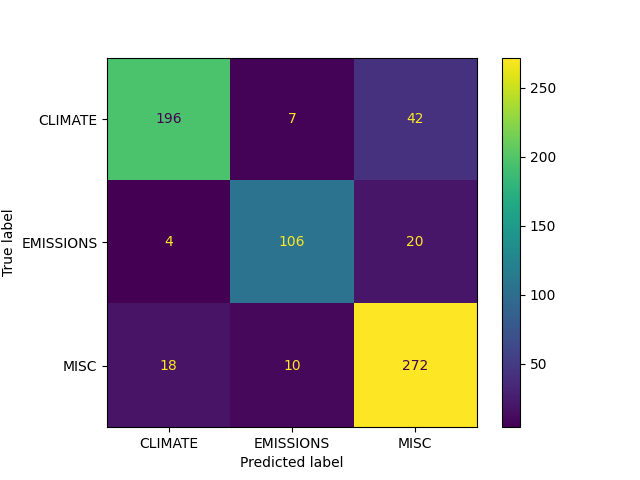 CLIMATE 196 7 42
EMISSIONS 4 106 20
MISC 18 10 272
CLIMATE EMISSIONS MISC
Predicted label
True label
250
200
150
100
50